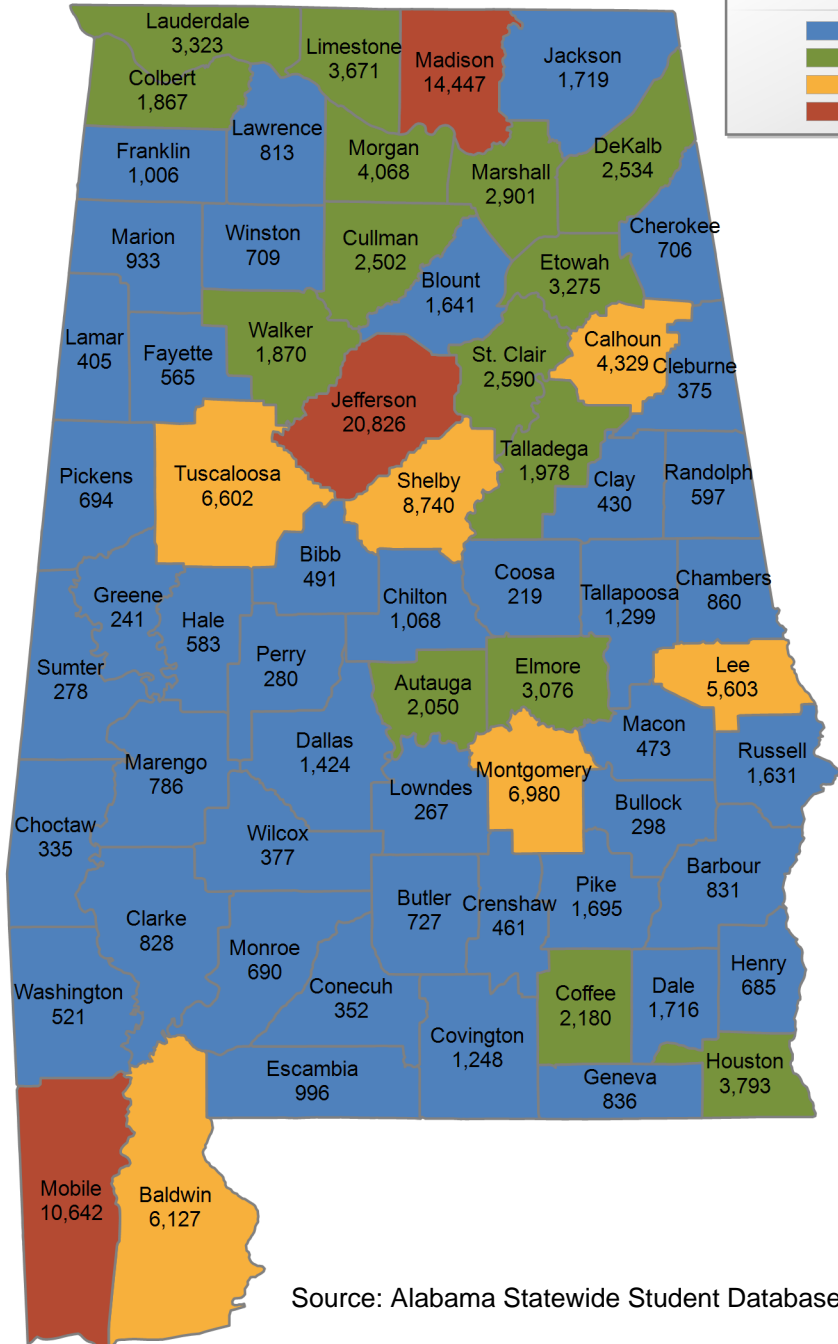 Lauderdale
3,323
Limestone
3,671
Madison
14,447
Jackson
1,719
Colbert
1,867
Lawrence
813
Franklin
1,006
Morgan
4,068
Marshall
2,901
DeKalb
2,534
Marion
933
Winston
709
Cullman
2,502
Blount
1,641
Etowah
3,275
Cherokee
706
Lamar
405
Fayette
565
Walker
1,870
St. Clair
2,590
Calhoun
4,329
Cleburne
375
Jefferson
20,826
Pickens
694
Tuscaloosa
6,602
Shelby
8,740
Talladega
1,978
Clay
430
Randolph
597
Bibb
491
Greene
241
Hale
583
Chilton
1,068
Coosa
219
Tallapoosa
1,299
Chambers
860
Sumter
278
Perry
280
Autauga
2,050
Elmore
3,076
Lee
5,603
Marengo
786
Dallas
1,424
Lowndes
267
Montgomery
6,980
Macon
473
Russell
1,631
Bullock
298
Choctaw
335
Wilcox
377
Barbour
831
Clarke
828
Monroe
690
Butler
727
Crenshaw
461
Pike
1,695
Washington
521
Conecuh
352
Covington
1,248
Coffee
2,180
Dale
1,716
Henry
685
Escambia
996
Geneva
836
Houston
3,793
Mobile
10,642
Baldwin
6,127
Source: Alabama Statewide Student Database